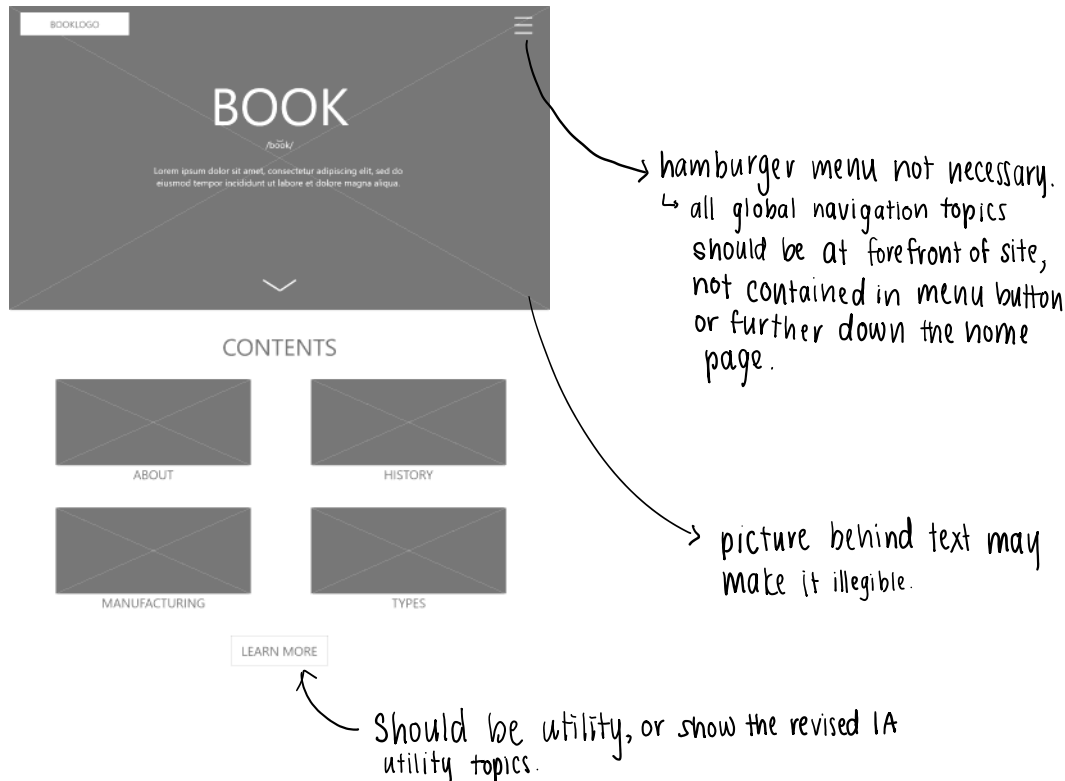 BOOKLOGO
BOOK
/bo͝ok/
Lorem ipsum dolor sit amet, consectetur adipiscing elit, sed do
eiusmod tempor incididunt ut labore et dolore magna aliqua.
hamburger menu not necessary.
↳ all global navigation topics
should be at forefront of site,
not contained in menu button
or further down the home
page.
CONTENTS
ABOUT
HISTORY
MANUFACTURING
TYPES
picture behind text may
make it illegible.
LEARN MORE
Should be utility, or show the revised IA
utility topics.